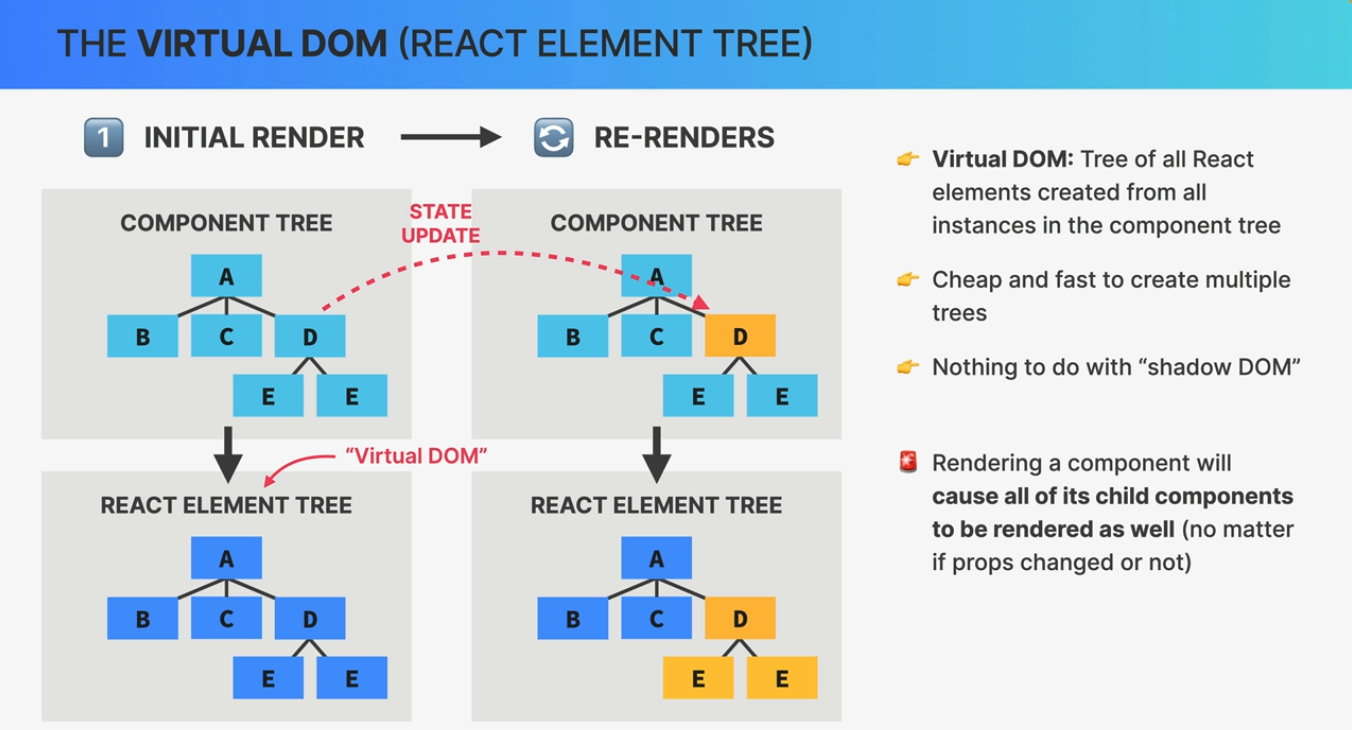 THE VIRTUAL DOM (REACT ELEMENT TREE)
1 INITIAL RENDER
RE-RENDERS
COMPONENT TREE
A
B C D
E E
STATE
UPDATE
COMPONENT TREE
A
B C D
E E
“Virtual DOM”
REACT ELEMENT TREE
A
B C D
E E
REACT ELEMENT TREE
A
B C D
E E
Virtual DOM: Tree of all React
elements created from all
instances in the component tree
Cheap and fast to create multiple
trees
Nothing to do with “shadow DOM”
Rendering a component will
cause all of its child components
to be rendered as well (no matter
if props changed or not)